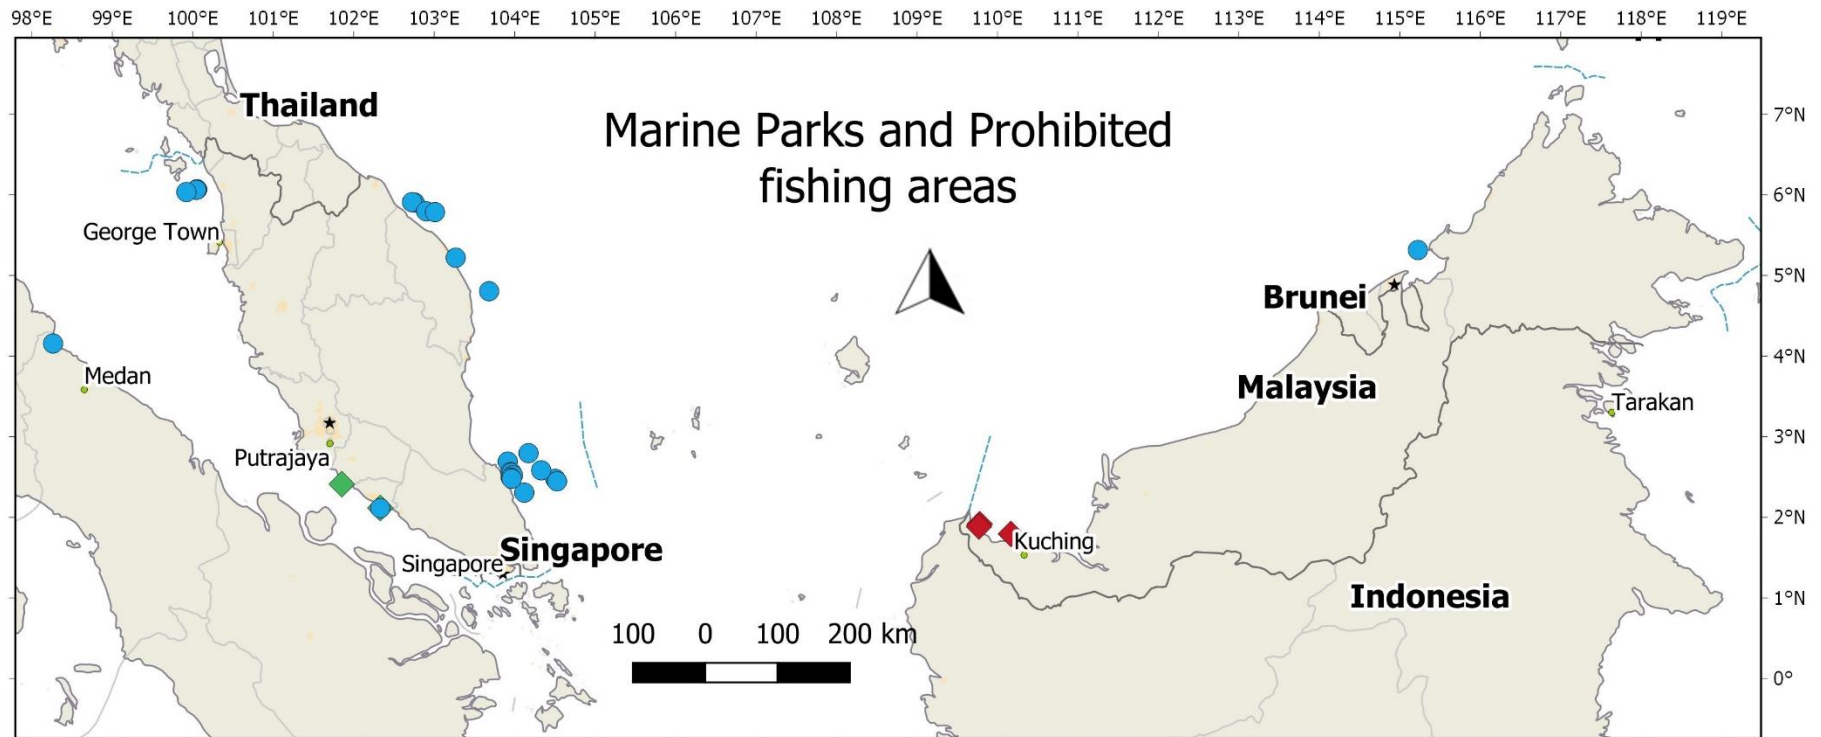 98°E 99°E 100°E 101°E 102°E 103°E 104°E 105°E 106°E 107°E 108°E 109°E 110°E 111°E 112°E 113°E 114°E 115°E 116°E 117°E 118°E 119°E
Thailand
Marine Parks and Prohibited
fishing areas
7°N
6°N
George Town
5°N
Brunei
4°N
Medan
Malaysia
Tarakan
3°N
Putrajaya
2°N
Kuching
Singapore
Singapore
Indonesia
1°N
100 0 100 200 km
0°